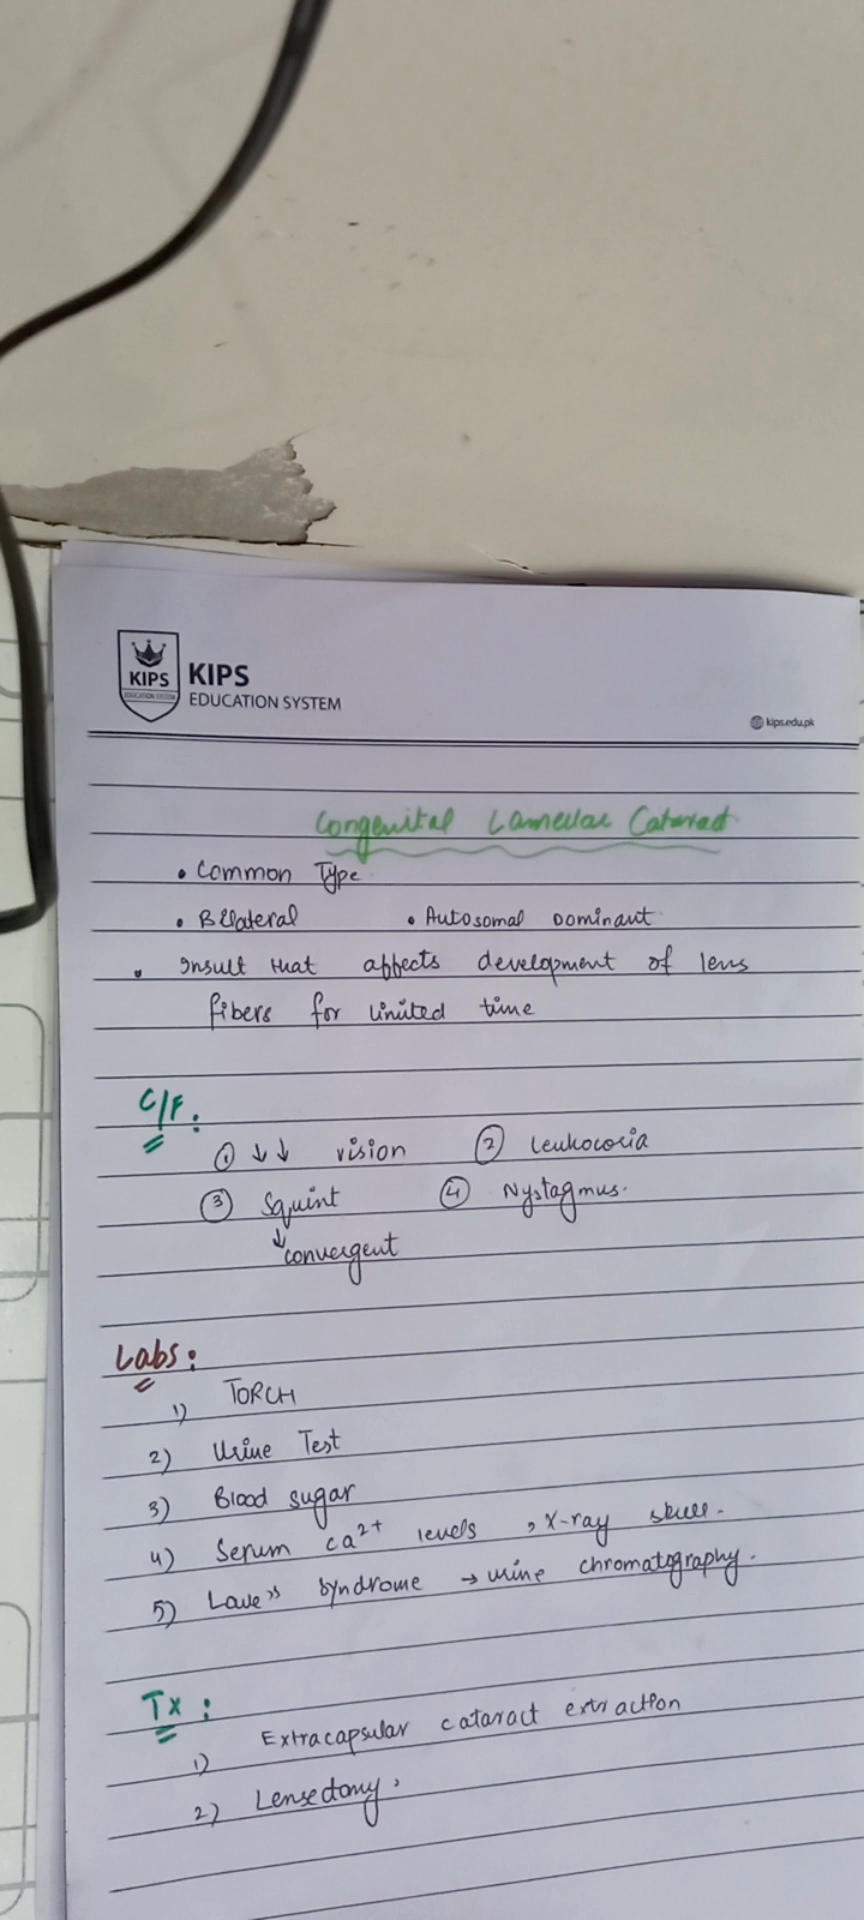 KIPS
EDUCATION SYSTEM
KIPS
EDUCATION SYSTEM
kips.edu.pk
Congenital Lamellar Cataract
• Common Type
• Bilateral • Autosomal Dominant
• Insult that affects development of lens
fibers for limited time
C/F:
① ↓↓ vision ② Leukocoria
③ Squint ④ Nystagmus.
↓
convergent
Labs:
1) TORCH
2) Urine Test
3) Blood sugar
4) Serum Ca²⁺ levels, X-ray skull.
5) Lowe's syndrome → urine chromatography.
Tx:
1) Extracapsular cataract extraction
2) Lensectomy.